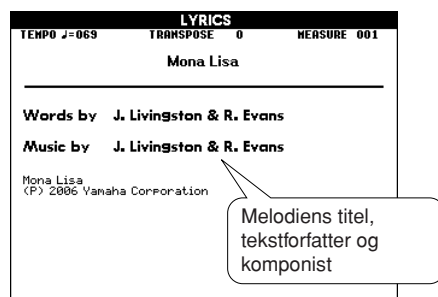 LYRICS
TEMPO ♩=069 TRANSPOSE 0 MEASURE 001
Mona Lisa
Words by J. Livingston & R. Evans
Music by J. Livingston & R. Evans
Mona Lisa
(P) 2006 Yamaha Corporation
Melodiens titel,
tekstforfatter og
komponist